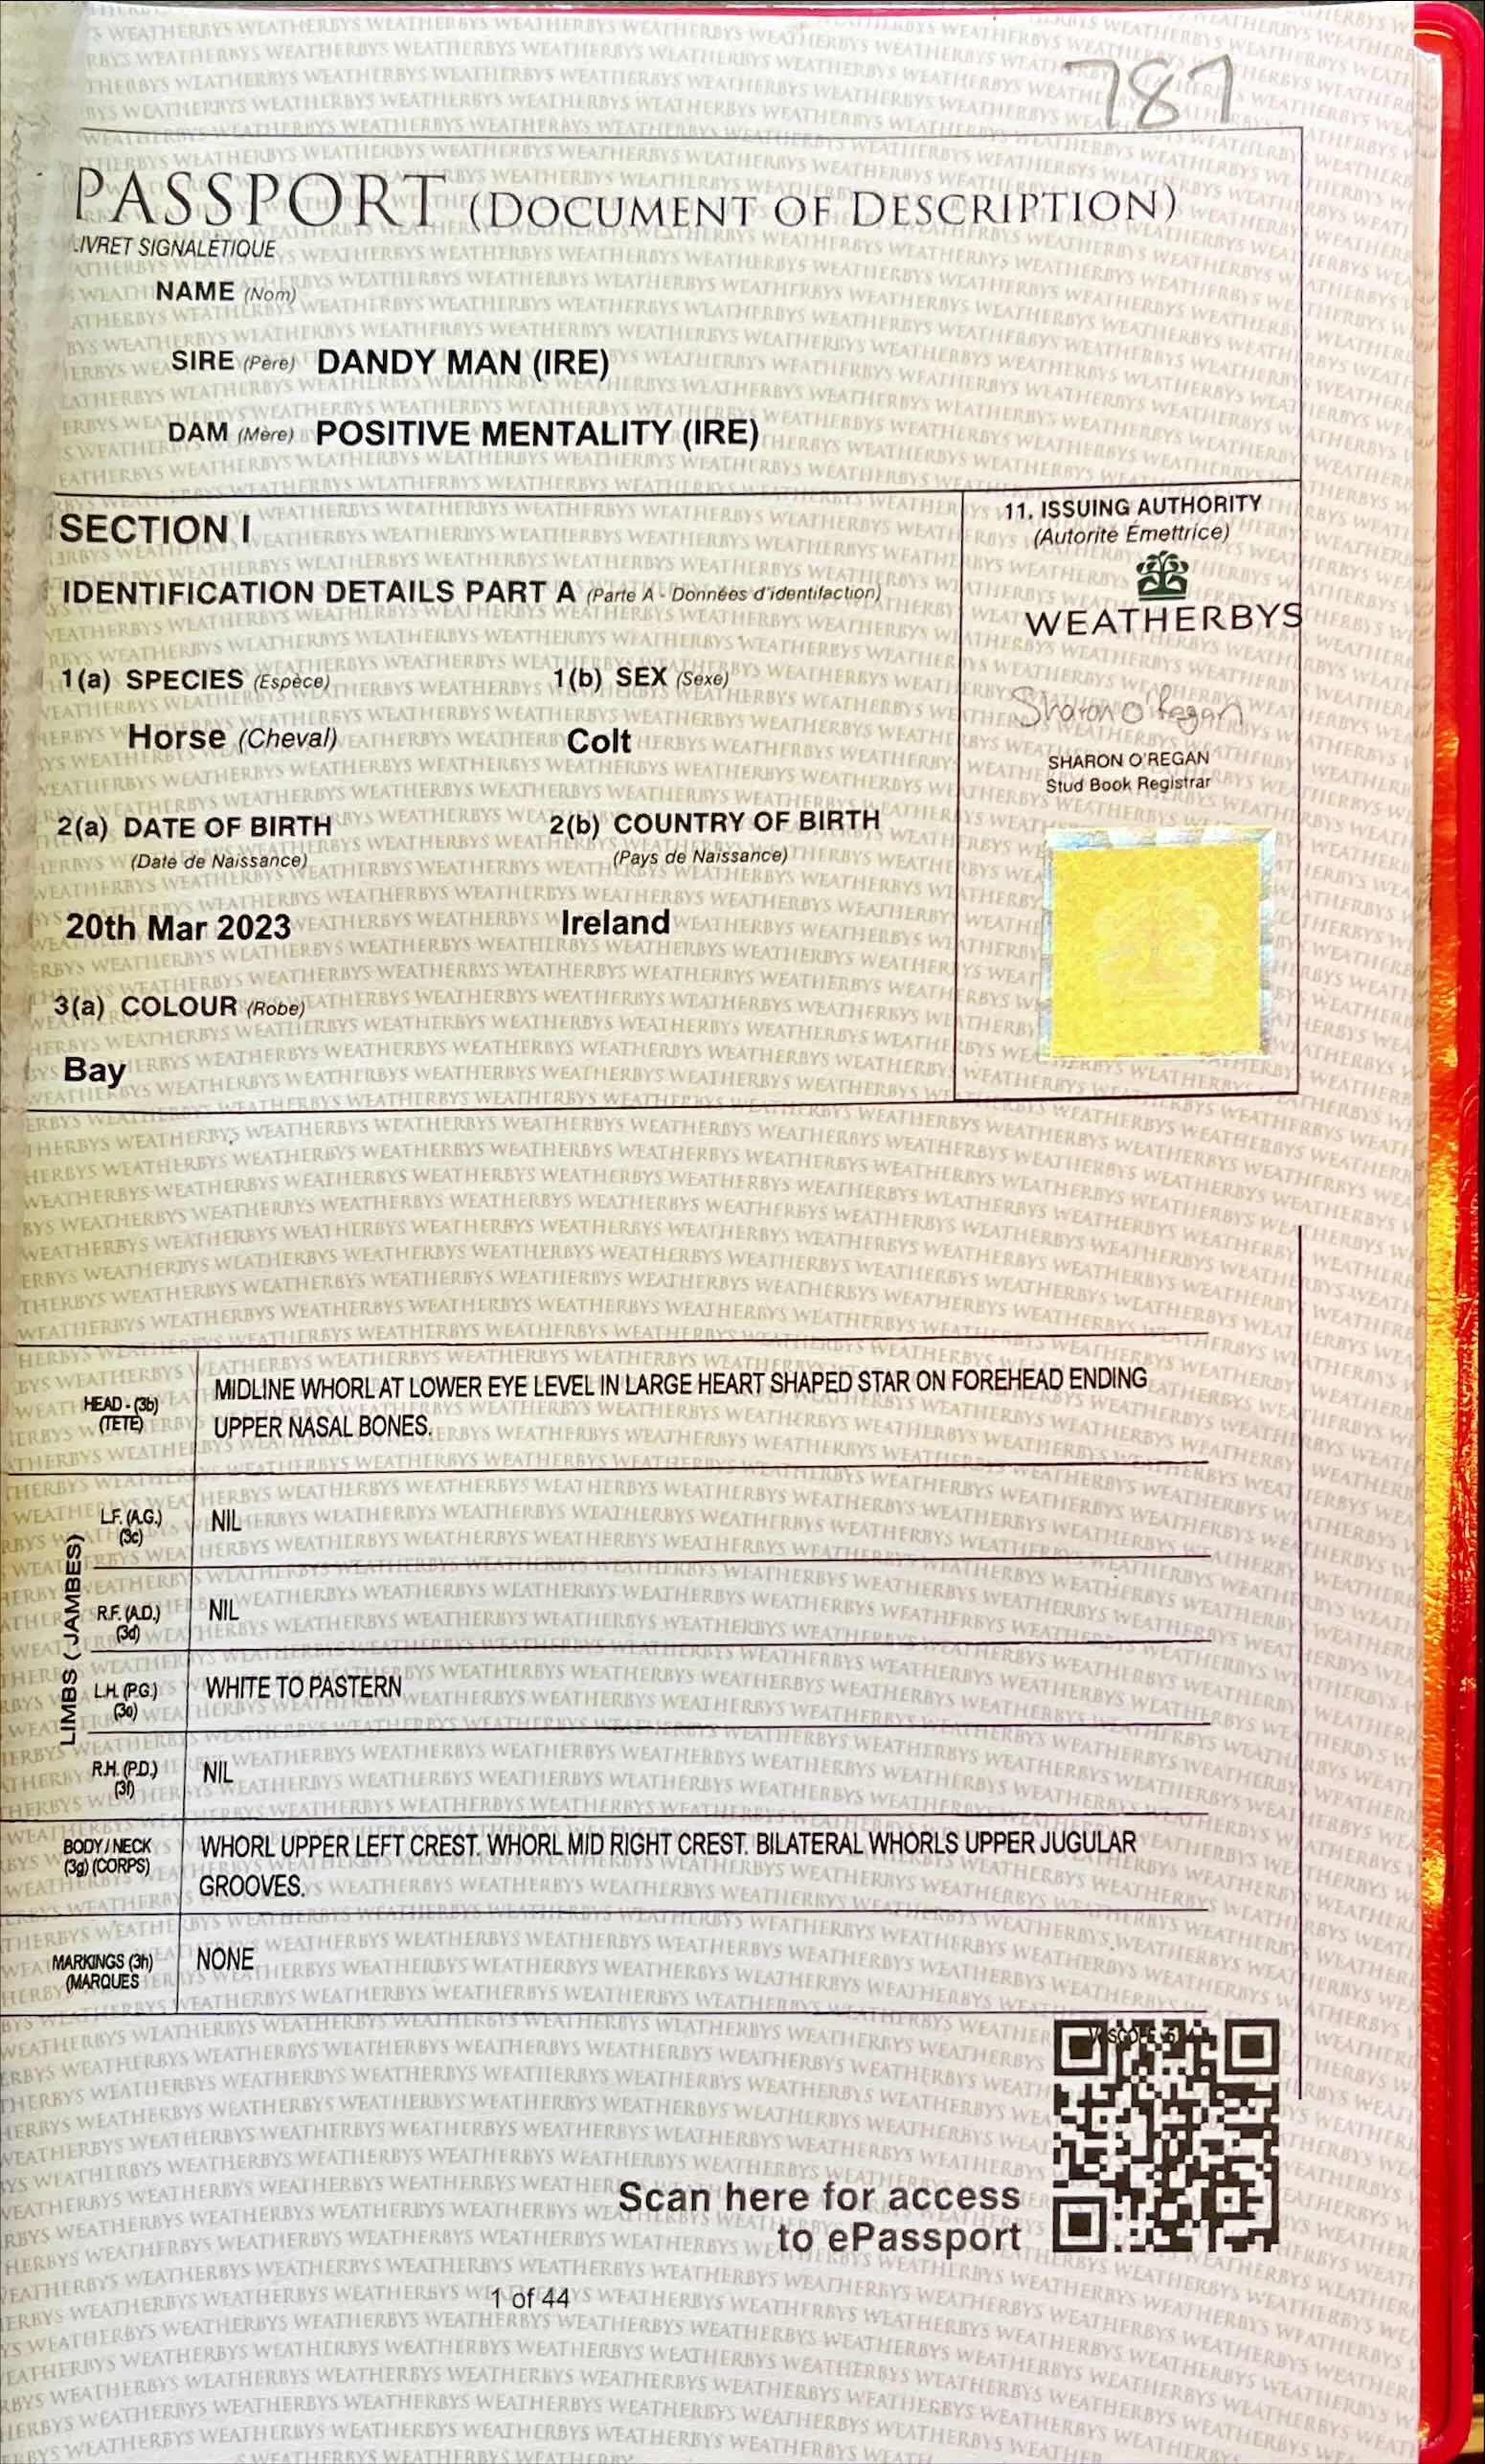 787
PASSPORT (DOCUMENT OF DESCRIPTION)
IVRET SIGNALÉTIQUE
NAME (Nom)
SIRE (Père) DANDY MAN (IRE)
DAM (Mère) POSITIVE MENTALITY (IRE)
SECTION I
IDENTIFICATION DETAILS PART A (Parte A - Données d'identifaction)
11. ISSUING AUTHORITY
(Autorité Émettrice)
WEATHERBYS
Sharon O'Regan
SHARON O'REGAN
Stud Book Registrar
1(a) SPECIES (Espèce) 1(b) SEX (Sexe)
Horse (Cheval) Colt
2(a) DATE OF BIRTH 2(b) COUNTRY OF BIRTH
(Date de Naissance) (Pays de Naissance)
20th Mar 2023 Ireland
3(a) COLOUR (Robe)
Bay
HEAD - (3b)
(TETE)
MIDLINE WHORL AT LOWER EYE LEVEL IN LARGE HEART SHAPED STAR ON FOREHEAD ENDING
UPPER NASAL BONES.
LIMBS (JAMBES)
L.F. (A.G.)
(3c)
NIL
R.F. (A.D.)
(3d)
NIL
L.H. (P.G.)
(3e)
WHITE TO PASTERN
R.H. (P.D.)
(3f)
NIL
BODY / NECK
(3g) (CORPS)
WHORL UPPER LEFT CREST. WHORL MID RIGHT CREST. BILATERAL WHORLS UPPER JUGULAR
GROOVES.
MARKINGS (3h)
(MARQUES
NONE
Scan here for access
to ePassport
1 of 44